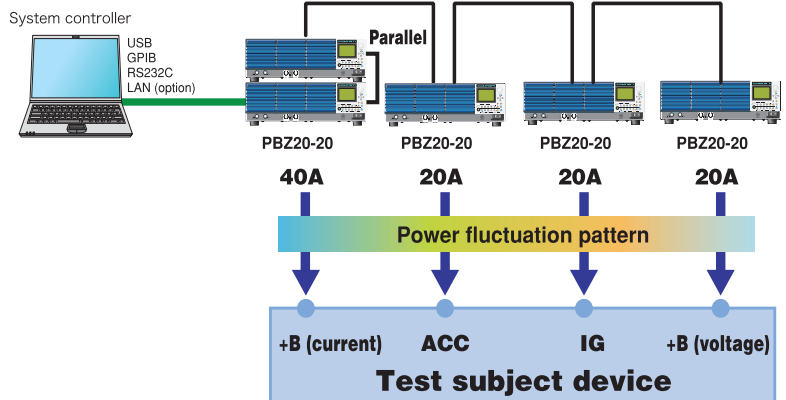 System controller
USB
GPIB
RS232C
LAN (option)
Parallel
PBZ20-20
PBZ20-20
PBZ20-20
PBZ20-20
40A
20A
20A
20A
Power fluctuation pattern
+B (current)
ACC
IG
+B (voltage)
Test subject device